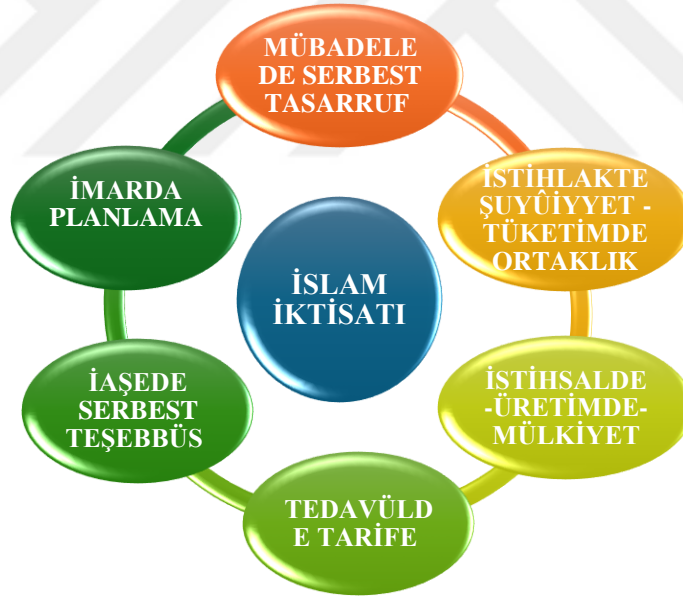 MÜBADELE
DE SERBEST
TASARRUF
İSTİHLAKTE
ŞUYÛİYYET -
TÜKETİMDE
ORTAKLIK
İSTİHSALDE
-ÜRETİMDE-
MÜLKİYET
TEDAVÜLD
E TARİFE
İAŞEDE
SERBEST
TEŞEBBÜS
İMARDA
PLANLAMA
İSLAM
İKTİSATI